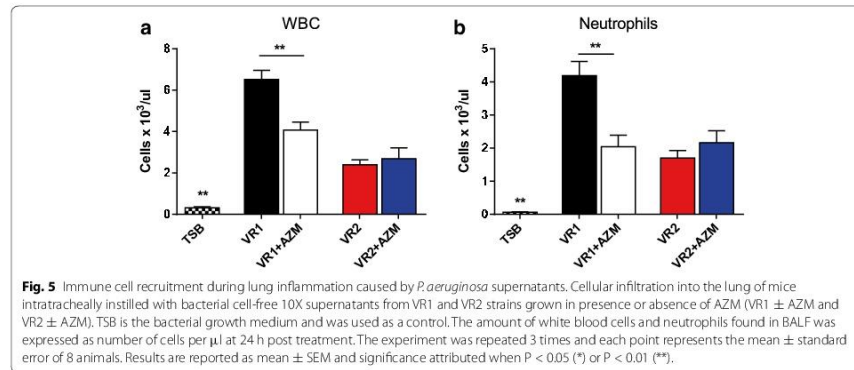 a WBC
Cells x 10³/ul
8
6
4
2
0
**
**
TSB
VR1
VR1+AZM
VR2
VR2+AZM
b Neutrophils
Cells x 10³/ul
5
4
3
2
1
0
**
**
TSB
VR1
VR1+AZM
VR2
VR2+AZM
Fig. 5 Immune cell recruitment during lung inflammation caused by P. aeruginosa supernatants. Cellular infiltration into the lung of mice
intratracheally instilled with bacterial cell-free 10X supernatants from VR1 and VR2 strains grown in presence or absence of AZM (VR1 ± AZM and
VR2 ± AZM). TSB is the bacterial growth medium and was used as a control. The amount of white blood cells and neutrophils found in BALF was
expressed as number of cells per μl at 24 h post treatment. The experiment was repeated 3 times and each point represents the mean ± standard
error of 8 animals. Results are reported as mean ± SEM and significance attributed when P < 0.05 (*) or P < 0.01 (**).